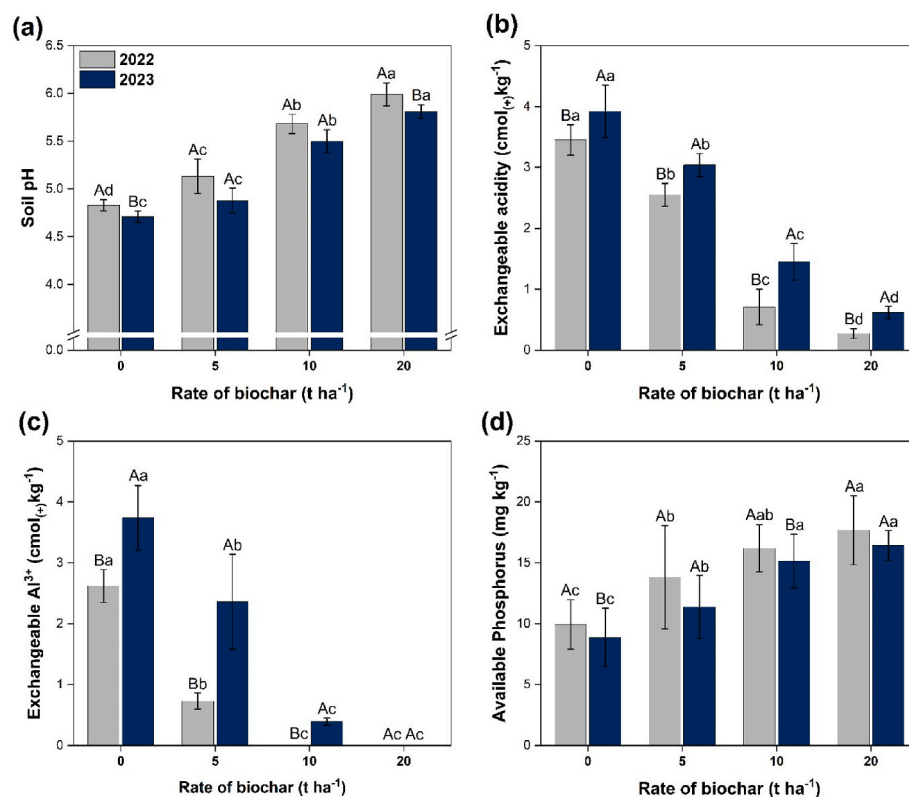 (a)
6.5
6.0
5.5
5.0
4.5
4.0
0.0
Soil pH
2022
2023
Ad
Bc
Ac
Ac
Ab
Ab
Aa
Ba
0
5
10
20
Rate of biochar (t ha⁻¹)
(b)
5
4
3
2
1
0
Exchangeable acidity (cmol₍₊₎kg⁻¹)
Ba
Aa
Bb
Ab
Bc
Ac
Bd
Ad
0
5
10
20
Rate of biochar (t ha⁻¹)
(c)
5
4
3
2
1
0
Exchangeable Al³⁺ (cmol₍₊₎kg⁻¹)
Ba
Aa
Bb
Ab
Bc
Ac
Ac Ac
0
5
10
20
Rate of biochar (t ha⁻¹)
(d)
25
20
15
10
5
0
Available Phosphorus (mg kg⁻¹)
Ac
Bc
Ab
Ab
Aab
Ba
Aa
Aa
0
5
10
20
Rate of biochar (t ha⁻¹)